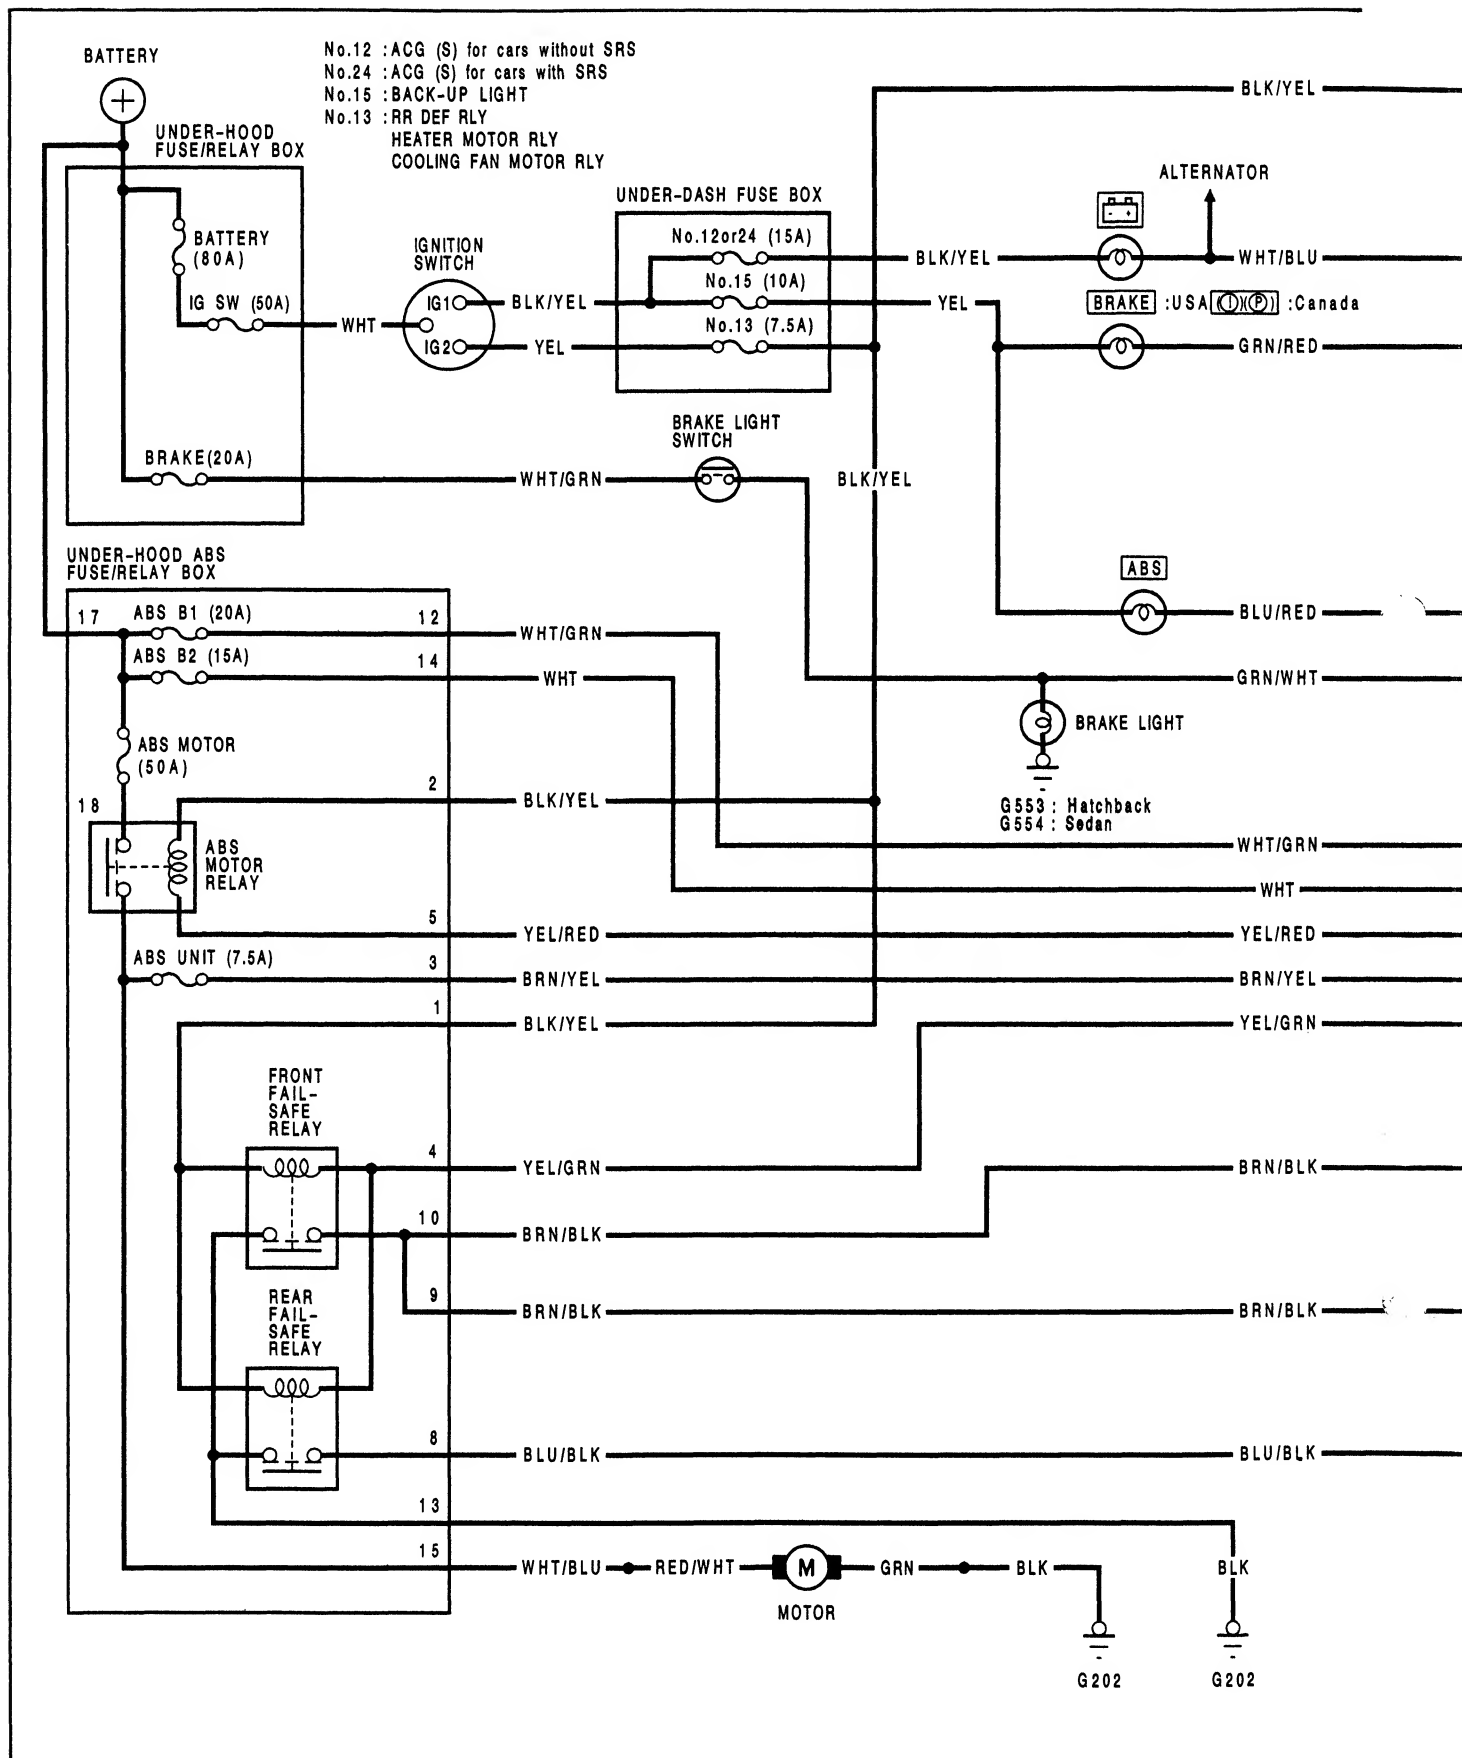 BATTERY
No.12 :ACG (S) for cars without SRS
No.24 :ACG (S) for cars with SRS
No.15 :BACK-UP LIGHT
No.13 :RR DEF RLY
HEATER MOTOR RLY
COOLING FAN MOTOR RLY
UNDER-HOOD
FUSE/RELAY BOX
BLK/YEL
ALTERNATOR
UNDER-DASH FUSE BOX
BATTERY
(80A)
IGNITION
SWITCH
No.12or24 (15A)
BLK/YEL
- +
WHT/BLU
IG SW (50A)
WHT
IG1
BLK/YEL
No.15 (10A)
YEL
BRAKE :USA (!)(P) :Canada
IG2
YEL
No.13 (7.5A)
GRN/RED
BRAKE LIGHT
SWITCH
BRAKE(20A)
WHT/GRN
BLK/YEL
UNDER-HOOD ABS
FUSE/RELAY BOX
ABS
17
ABS B1 (20A)
12
WHT/GRN
BLU/RED
ABS B2 (15A)
14
WHT
GRN/WHT
BRAKE LIGHT
ABS MOTOR
(50A)
18
2
BLK/YEL
G553 : Hatchback
G554 : Sedan
ABS
MOTOR
RELAY
WHT/GRN
WHT
5
YEL/RED
YEL/RED
ABS UNIT (7.5A)
3
BRN/YEL
BRN/YEL
1
BLK/YEL
YEL/GRN
FRONT
FAIL-
SAFE
RELAY
4
YEL/GRN
BRN/BLK
10
BRN/BLK
REAR
FAIL-
SAFE
RELAY
9
BRN/BLK
BRN/BLK
8
BLU/BLK
BLU/BLK
13
15
WHT/BLU
RED/WHT
M
GRN
BLK
BLK
MOTOR
G202
G202